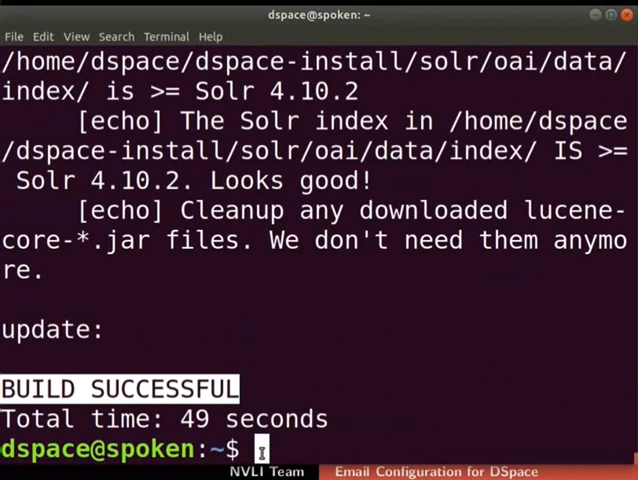 dspace@spoken: ~
File Edit View Search Terminal Help
/home/dspace/dspace-install/solr/oai/data/
index/ is >= Solr 4.10.2
[echo] The Solr index in /home/dspace
/dspace-install/solr/oai/data/index/ IS >=
Solr 4.10.2. Looks good!
[echo] Cleanup any downloaded lucene-
core-*.jar files. We don't need them anymo
re.
update:
BUILD SUCCESSFUL
Total time: 49 seconds
dspace@spoken:~$
NVLI Team Email Configuration for DSpace